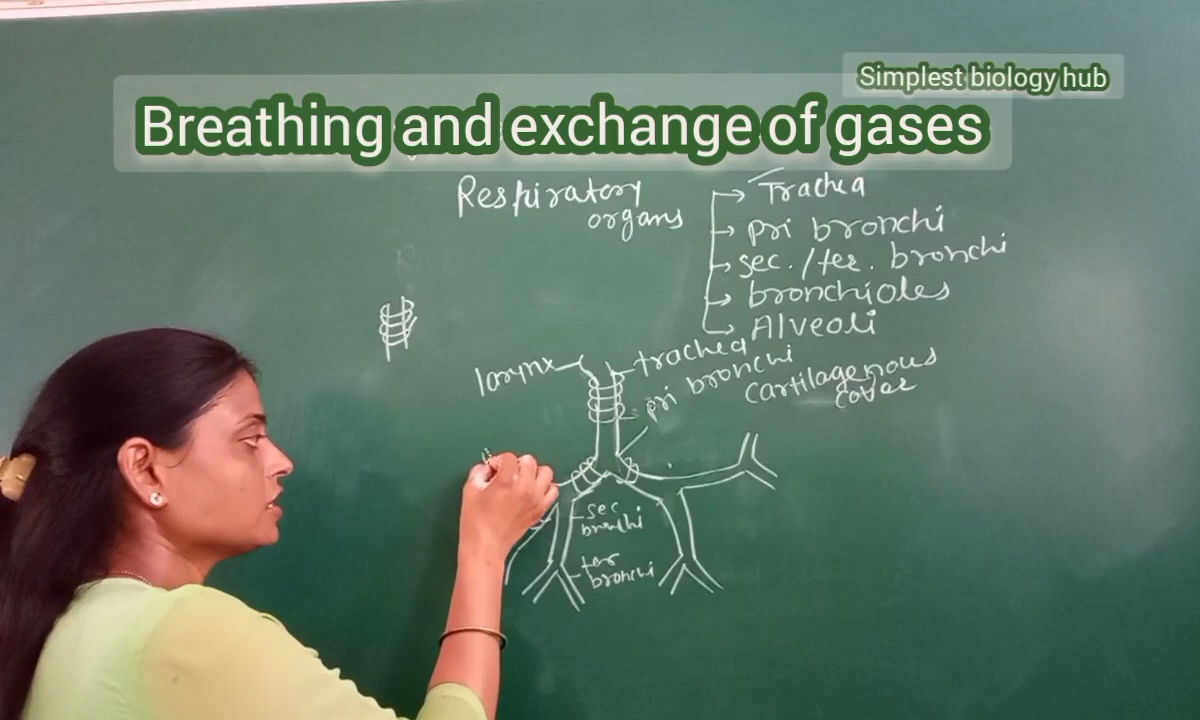 Simplest biology hub
Breathing and exchange of gases
Respiratory
organs
Trachea
pri bronchi
sec./ter. bronchi
bronchioles
Alveoli
larynx
trachea
pri bronchi
cartilagenous
cover
sec
bronchi
ter
bronchi